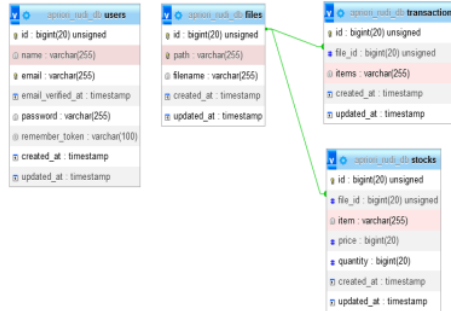 apriori_rudi_db users
id : bigint(20) unsigned
name : varchar(255)
email : varchar(255)
email_verified_at : timestamp
password : varchar(255)
remember_token : varchar(100)
created_at : timestamp
updated_at : timestamp
apriori_rudi_db files
id : bigint(20) unsigned
path : varchar(255)
filename : varchar(255)
created_at : timestamp
updated_at : timestamp
apriori_rudi_db transaction
id : bigint(20) unsigned
file_id : bigint(20) unsigned
items : varchar(255)
created_at : timestamp
updated_at : timestamp
apriori_rudi_db stocks
id : bigint(20) unsigned
file_id : bigint(20) unsigned
item : varchar(255)
price : bigint(20)
quantity : bigint(20)
created_at : timestamp
updated_at : timestamp